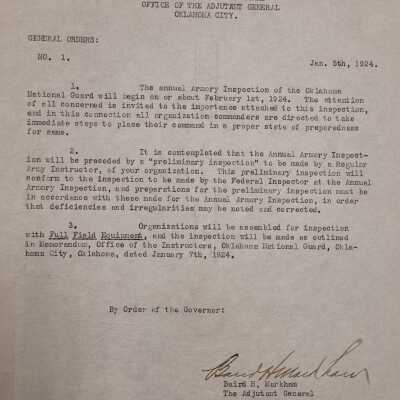 OFFICE OF THE ADJUTENT GENERAL
OKLAHOMA CITY.
GENERAL ORDERS:
NO. 1.
Jan. 5th, 1924.
1. The annual Armory Inspection of the Oklahoma
National Guard will begin on or about February 1st, 1924. The attention
of all concerned is invited to the importance attached to this inspection,
and in this connection all organization commanders are directed to take
immediate steps to place their command in a proper state of preparedness
for same.
2. It is contemplated that the Annual Armory Inspect-
ion will be preceded by a "preliminary inspection" to be made by a Regular
Army Instructor, of your organization. This preliminary inspection will
conform to the inspection to be made by the Federal Inspector at the Annual
Armory Inspection, and preparations for the preliminary inspection must be
in accordance with those made for the Annual Armory Inspection, in order
that deficiencies and irregularities may be noted and corrected.
3. Organizations will be assembled for inspection
with Full Field Equipment, and the inspection will be made as outlined
in Memorandum, Office of the Instructors, Oklahoma National Guard, Okla-
homa City, Oklahoma, dated January 7th, 1924.
By Order of the Governor:
Baird H Markham
Baird H. Markham
The Adjutant General